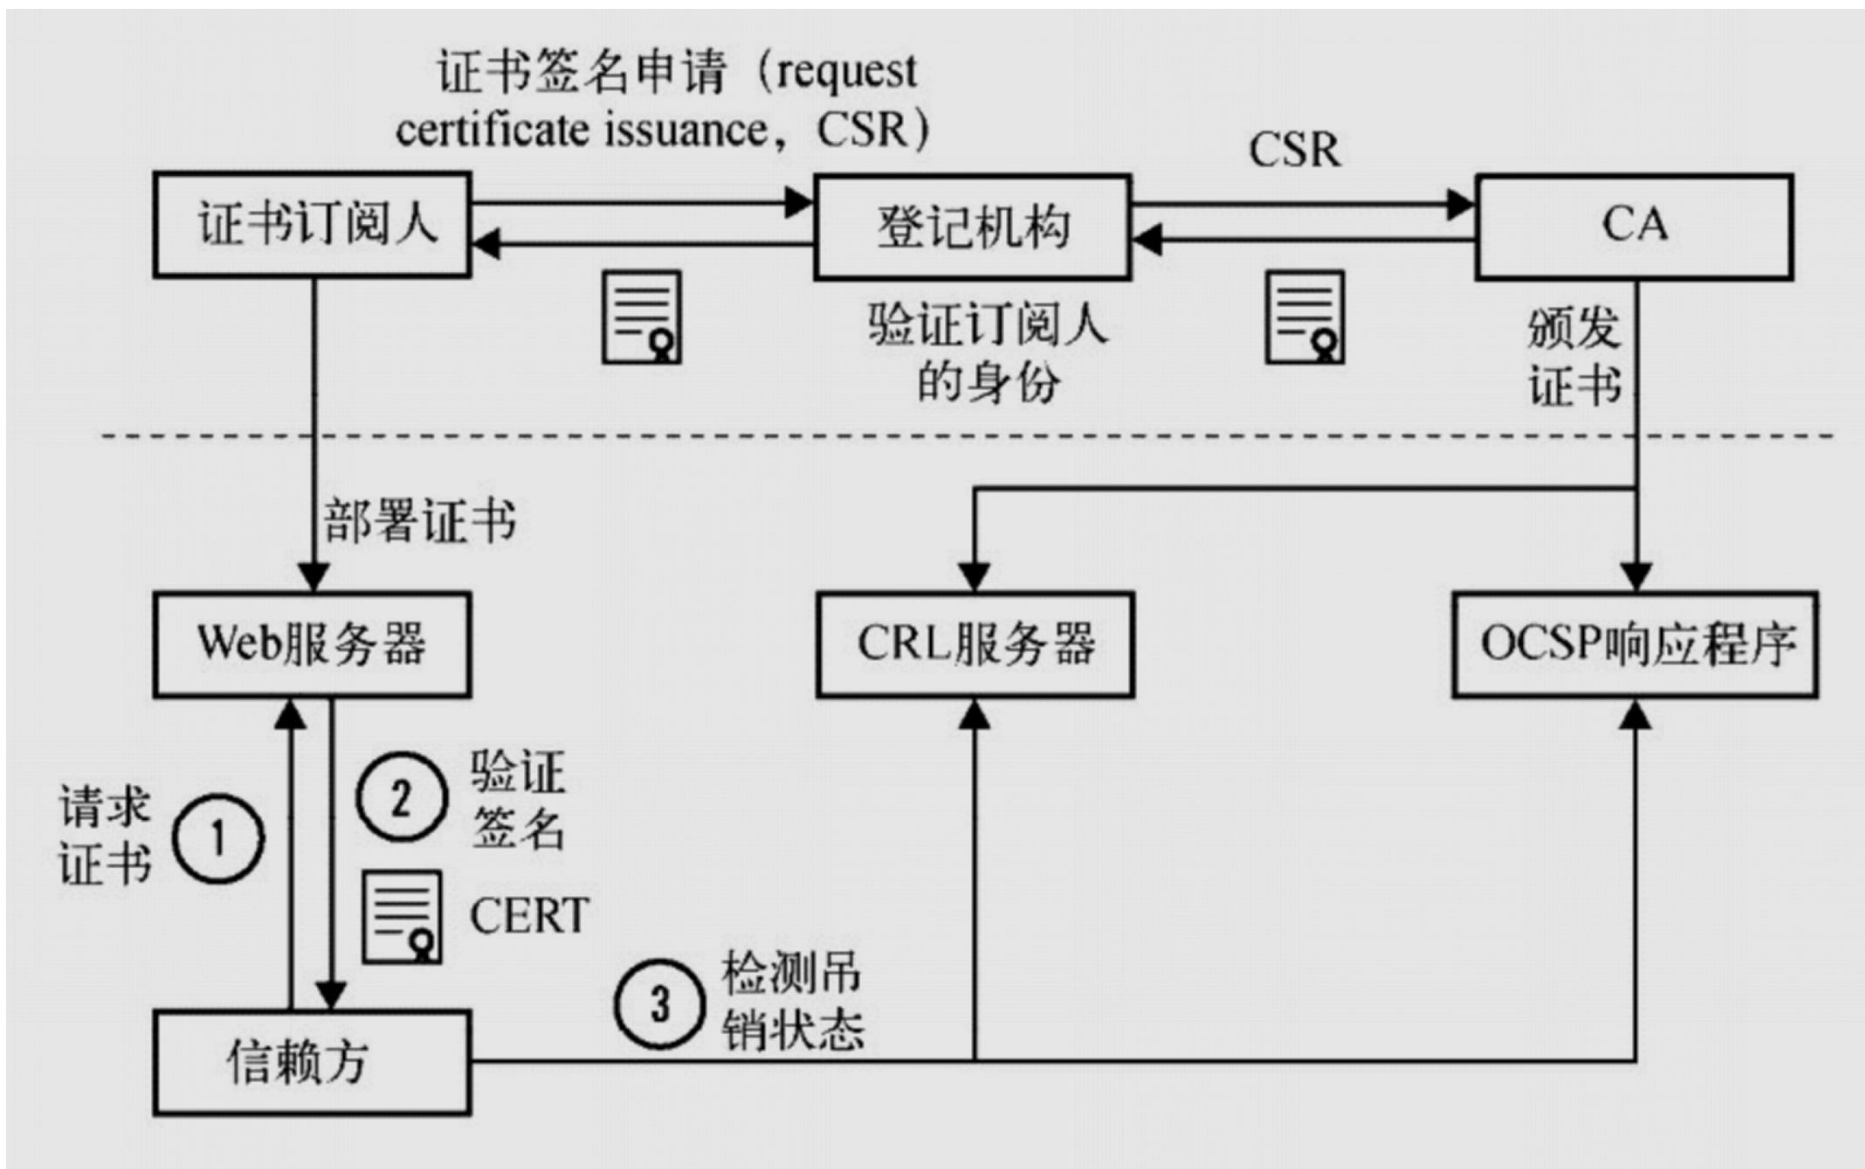 证书签名申请（request
certificate issuance，CSR）
CSR
证书订阅人
登记机构
CA
验证订阅人
的身份
颁发
证书
部署证书
Web服务器
CRL服务器
OCSP响应程序
请求
证书
1
2
验证
签名
CERT
3
检测吊
销状态
信赖方